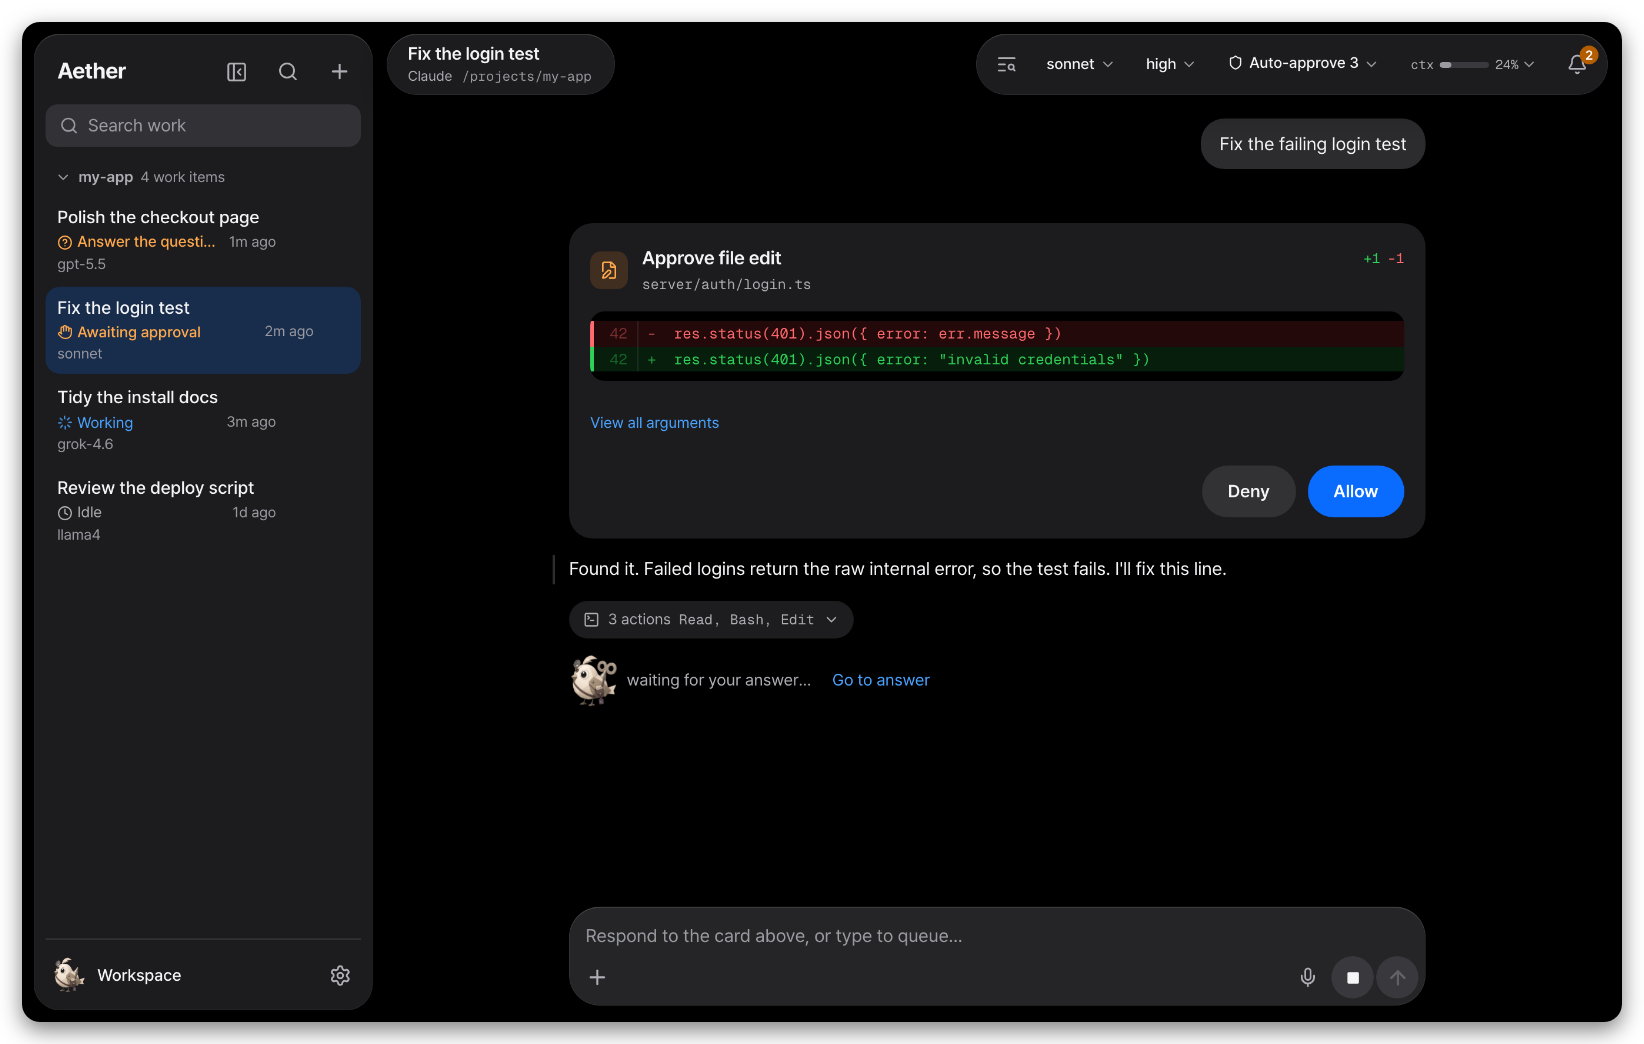 Aether
Search work
my-app 4 work items
Polish the checkout page
Answer the questi... 1m ago
gpt-5.5
Fix the login test
Awaiting approval 2m ago
sonnet
Tidy the install docs
Working 3m ago
grok-4.6
Review the deploy script
Idle 1d ago
llama4
Workspace
Fix the login test
Claude /projects/my-app
sonnet high Auto-approve 3 ctx 24% 2
Fix the failing login test
Approve file edit +1 -1
server/auth/login.ts
42 - res.status(401).json({ error: err.message })
42 + res.status(401).json({ error: "invalid credentials" })
View all arguments
Deny Allow
Found it. Failed logins return the raw internal error, so the test fails. I'll fix this line.
3 actions Read, Bash, Edit
waiting for your answer... Go to answer
Respond to the card above, or type to queue...